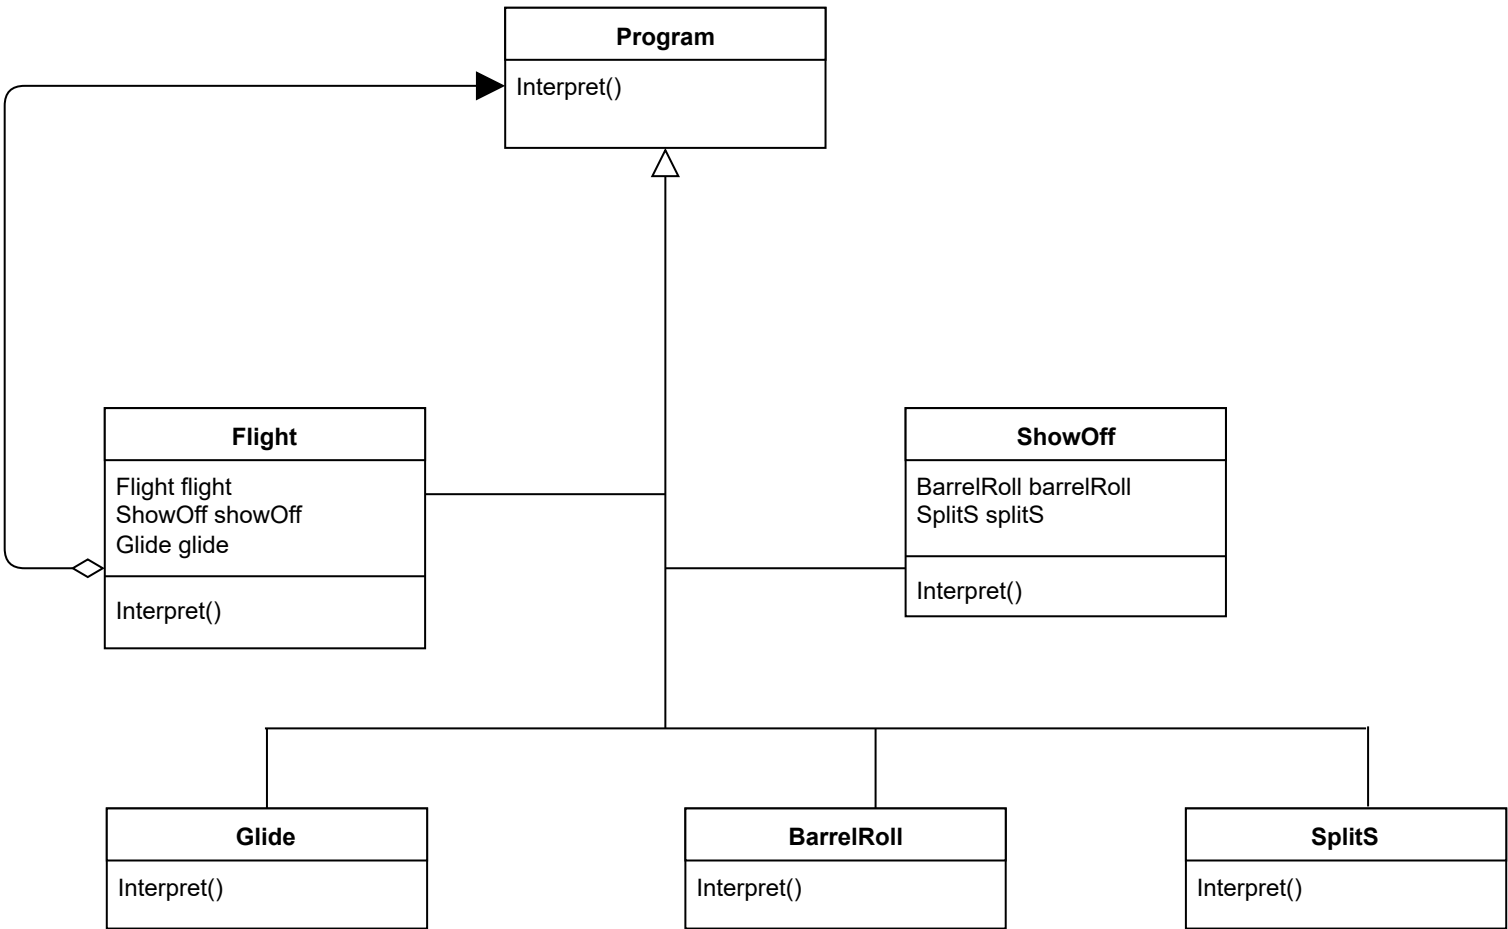 Program
Interpret()
Flight
Flight flight
ShowOff showOff
Glide glide
Interpret()
ShowOff
BarrelRoll barrelRoll
SplitS splitS
Interpret()
Glide
Interpret()
BarrelRoll
Interpret()
SplitS
Interpret()